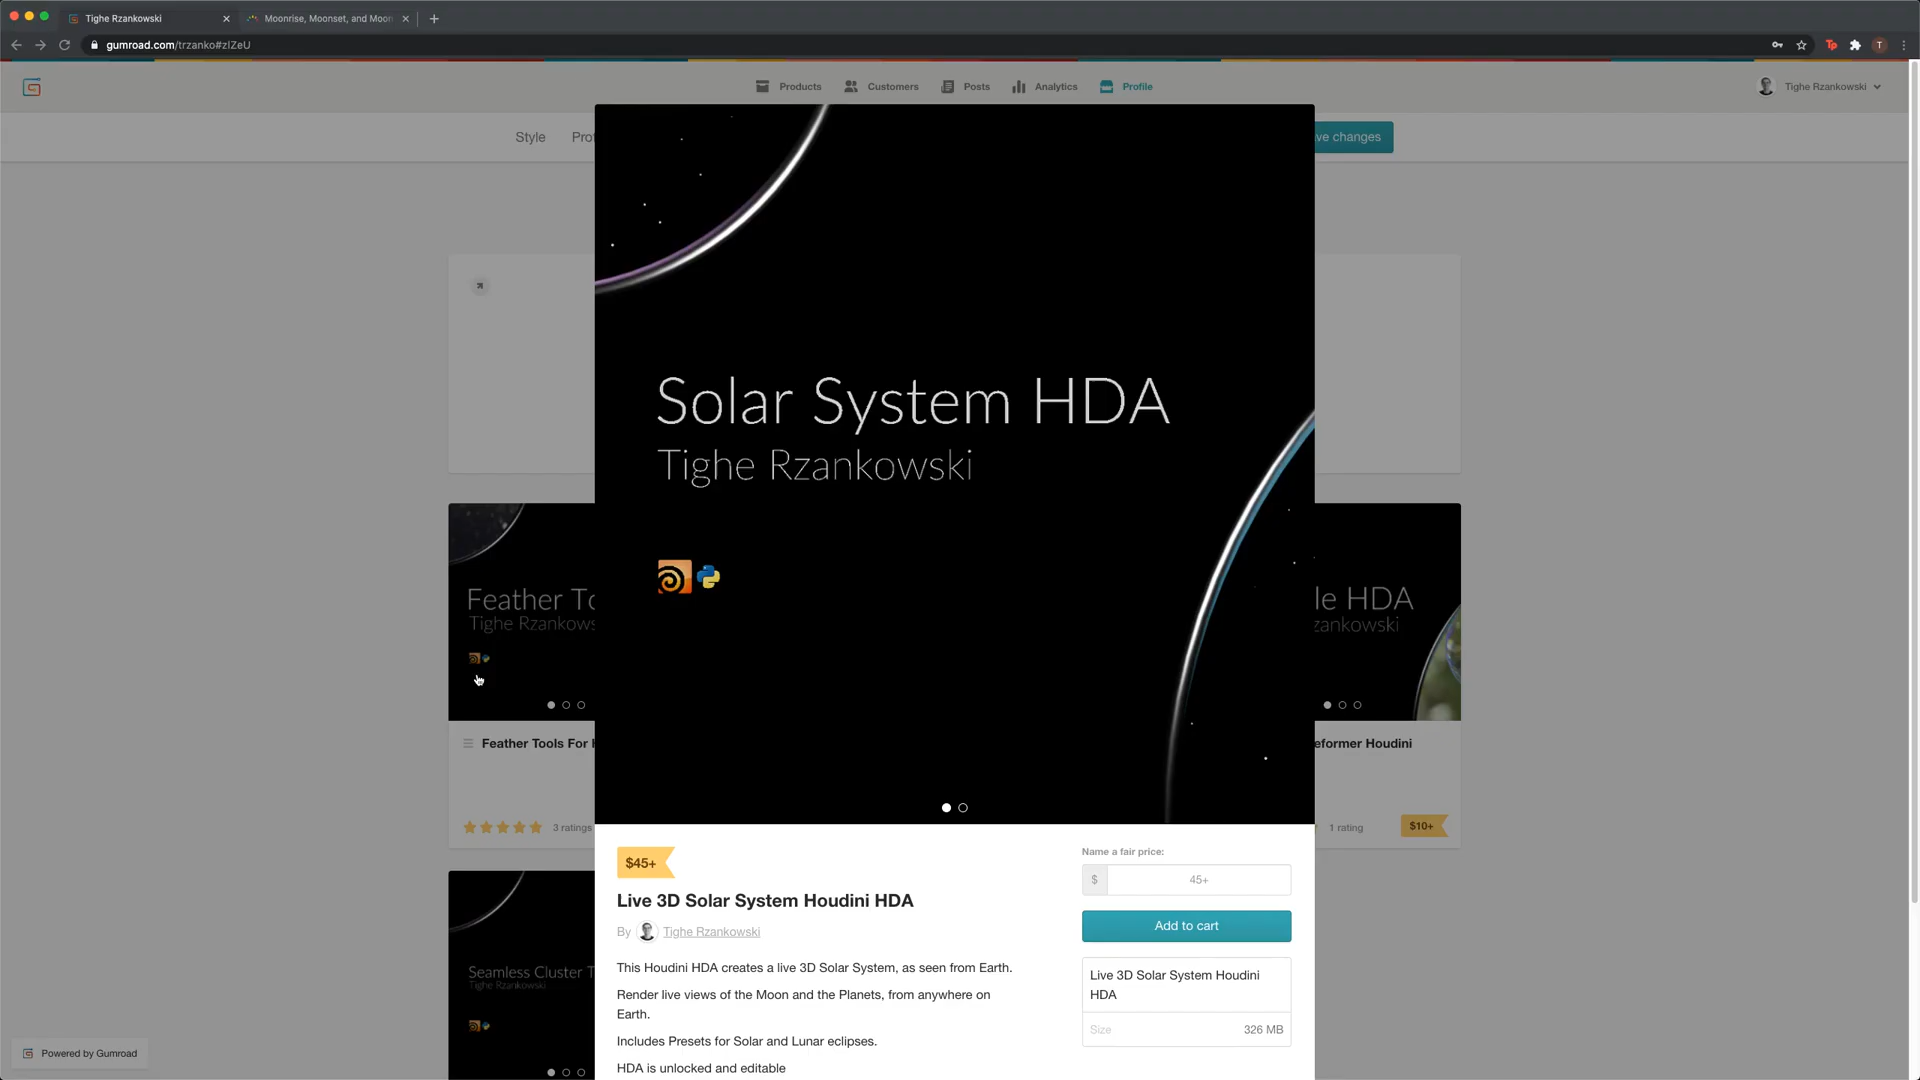 Tighe Rzankowski
Moonrise, Moonset, and Moon
gumroad.com/trzanko#zIZeU
T
Products
Customers
Posts
Analytics
Profile
Tighe Rzankowski
Style
Prof
ve changes
Solar System HDA
Tighe Rzankowski
Feather To
Tighe Rzankows
le HDA
zankowski
Feather Tools For H
eformer Houdini
3 ratings
1 rating
$10+
$45+
Name a fair price:
$ 45+
Live 3D Solar System Houdini HDA
Add to cart
By Tighe Rzankowski
This Houdini HDA creates a live 3D Solar System, as seen from Earth.
Render live views of the Moon and the Planets, from anywhere on
Earth.
Includes Presets for Solar and Lunar eclipses.
HDA is unlocked and editable
Live 3D Solar System Houdini
HDA
Size 326 MB
Seamless Cluster T
Tighe Rzankowski
Powered by Gumroad